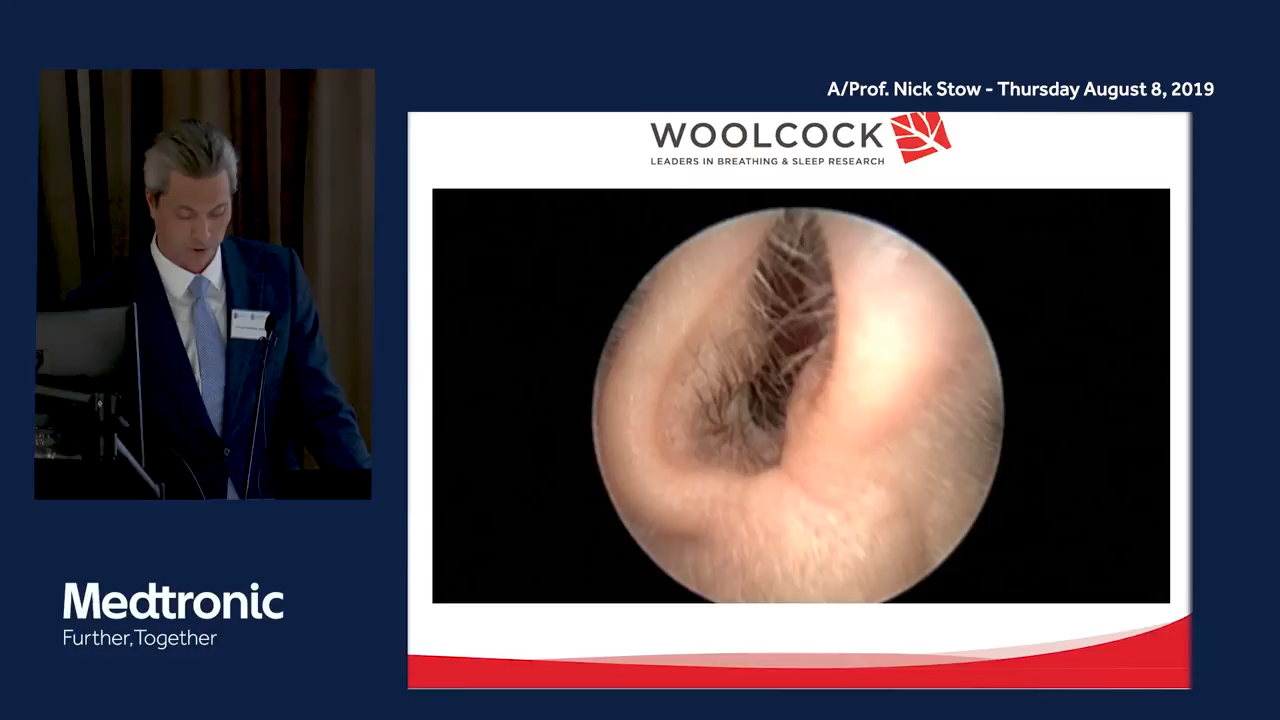 A/Prof. Nick Stow - Thursday August 8, 2019
WOOLCOCK
LEADERS IN BREATHING & SLEEP RESEARCH
Medtronic
Further,Together